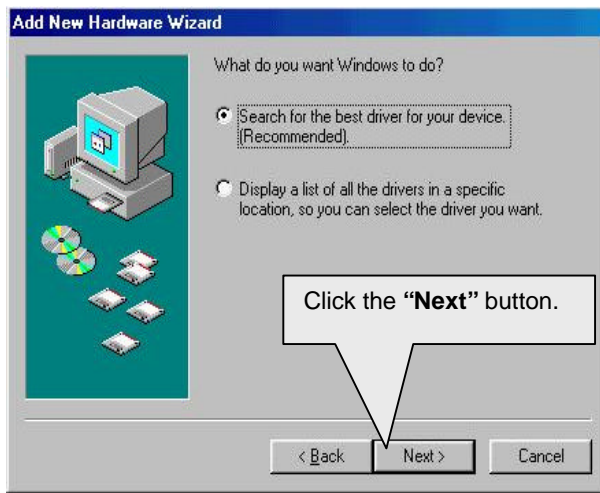 Add New Hardware Wizard
What do you want Windows to do?
Search for the best driver for your device.
(Recommended).
Display a list of all the drivers in a specific
location, so you can select the driver you want.
Click the “Next” button.
< Back
Next >
Cancel